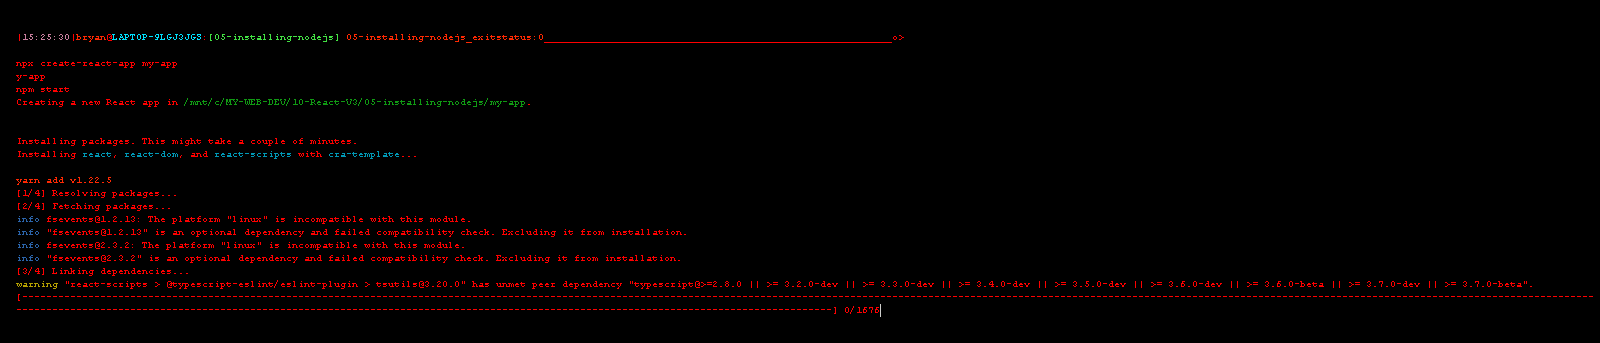 |15:25:30|bryan@LAPTOP-9LGJ3JG3:[05-installing-nodejs] 05-installing-nodejs_exitstatus:0__________________________________________________________o>
npx create-react-app my-app
y-app
npm start
Creating a new React app in /mnt/c/MY-WEB-DEV/10-React-V3/05-installing-nodejs/my-app.
Installing packages. This might take a couple of minutes.
Installing react, react-dom, and react-scripts with cra-template...
yarn add v1.22.5
[1/4] Resolving packages...
[2/4] Fetching packages...
info fsevents@1.2.13: The platform "linux" is incompatible with this module.
info "fsevents@1.2.13" is an optional dependency and failed compatibility check. Excluding it from installation.
info fsevents@2.3.2: The platform "linux" is incompatible with this module.
info "fsevents@2.3.2" is an optional dependency and failed compatibility check. Excluding it from installation.
[3/4] Linking dependencies...
warning "react-scripts > @typescript-eslint/eslint-plugin > tsutils@3.20.0" has unmet peer dependency "typescript@>=2.8.0 || >= 3.2.0-dev || >= 3.3.0-dev || >= 3.4.0-dev || >= 3.5.0-dev || >= 3.6.0-dev || >= 3.6.0-beta || >= 3.7.0-dev || >= 3.7.0-beta".
[----------------------------------------------------------------
----------------------------------------] 0/1676